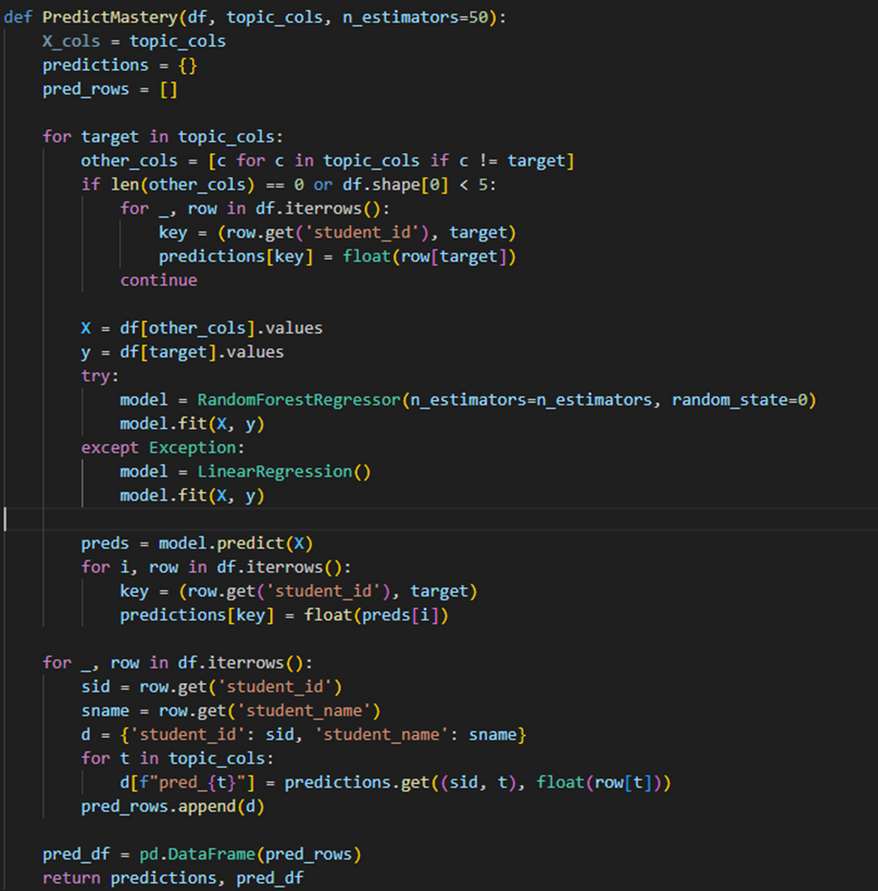 def PredictMastery(df, topic_cols, n_estimators=50):
    X_cols = topic_cols
    predictions = {}
    pred_rows = []

    for target in topic_cols:
        other_cols = [c for c in topic_cols if c != target]
        if len(other_cols) == 0 or df.shape[0] < 5:
            for _, row in df.iterrows():
                key = (row.get('student_id'), target)
                predictions[key] = float(row[target])
            continue

        X = df[other_cols].values
        y = df[target].values
        try:
            model = RandomForestRegressor(n_estimators=n_estimators, random_state=0)
            model.fit(X, y)
        except Exception:
            model = LinearRegression()
            model.fit(X, y)

        preds = model.predict(X)
        for i, row in df.iterrows():
            key = (row.get('student_id'), target)
            predictions[key] = float(preds[i])

    for _, row in df.iterrows():
        sid = row.get('student_id')
        sname = row.get('student_name')
        d = {'student_id': sid, 'student_name': sname}
        for t in topic_cols:
            d[f"pred_{t}"] = predictions.get((sid, t), float(row[t]))
        pred_rows.append(d)

    pred_df = pd.DataFrame(pred_rows)
    return predictions, pred_df